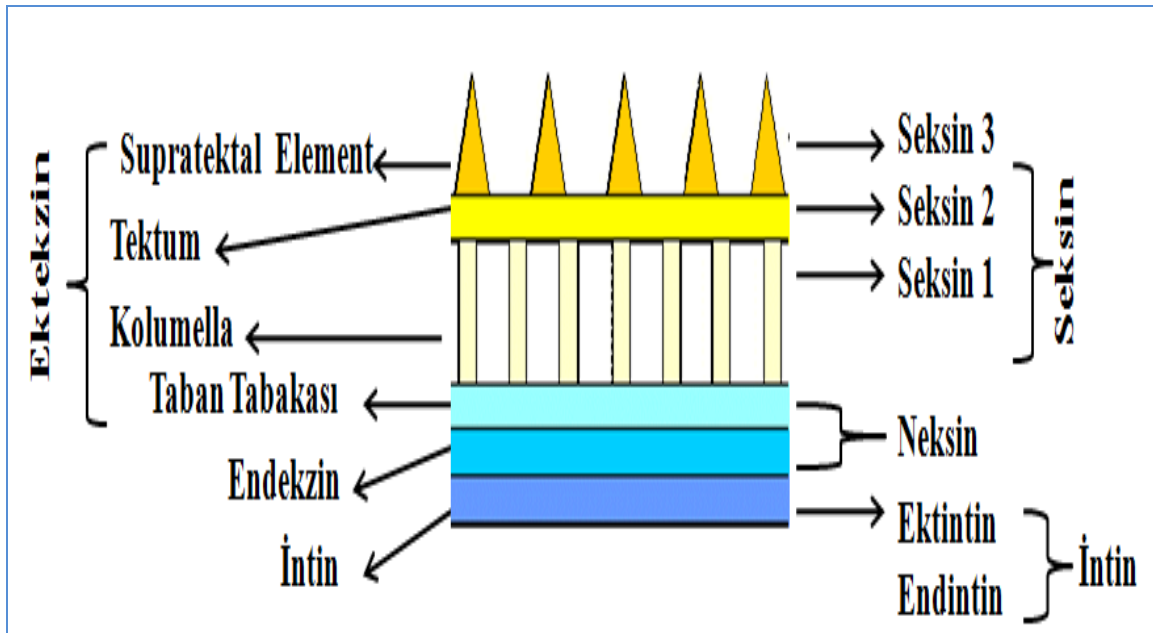 Ektekzin
Supratektal Element
Tektum
Kolumella
Taban Tabakası
Endekzin
İntin
Seksin 3
Seksin 2
Seksin 1
Seksin
Neksin
Ektintin
Endintin
İntin